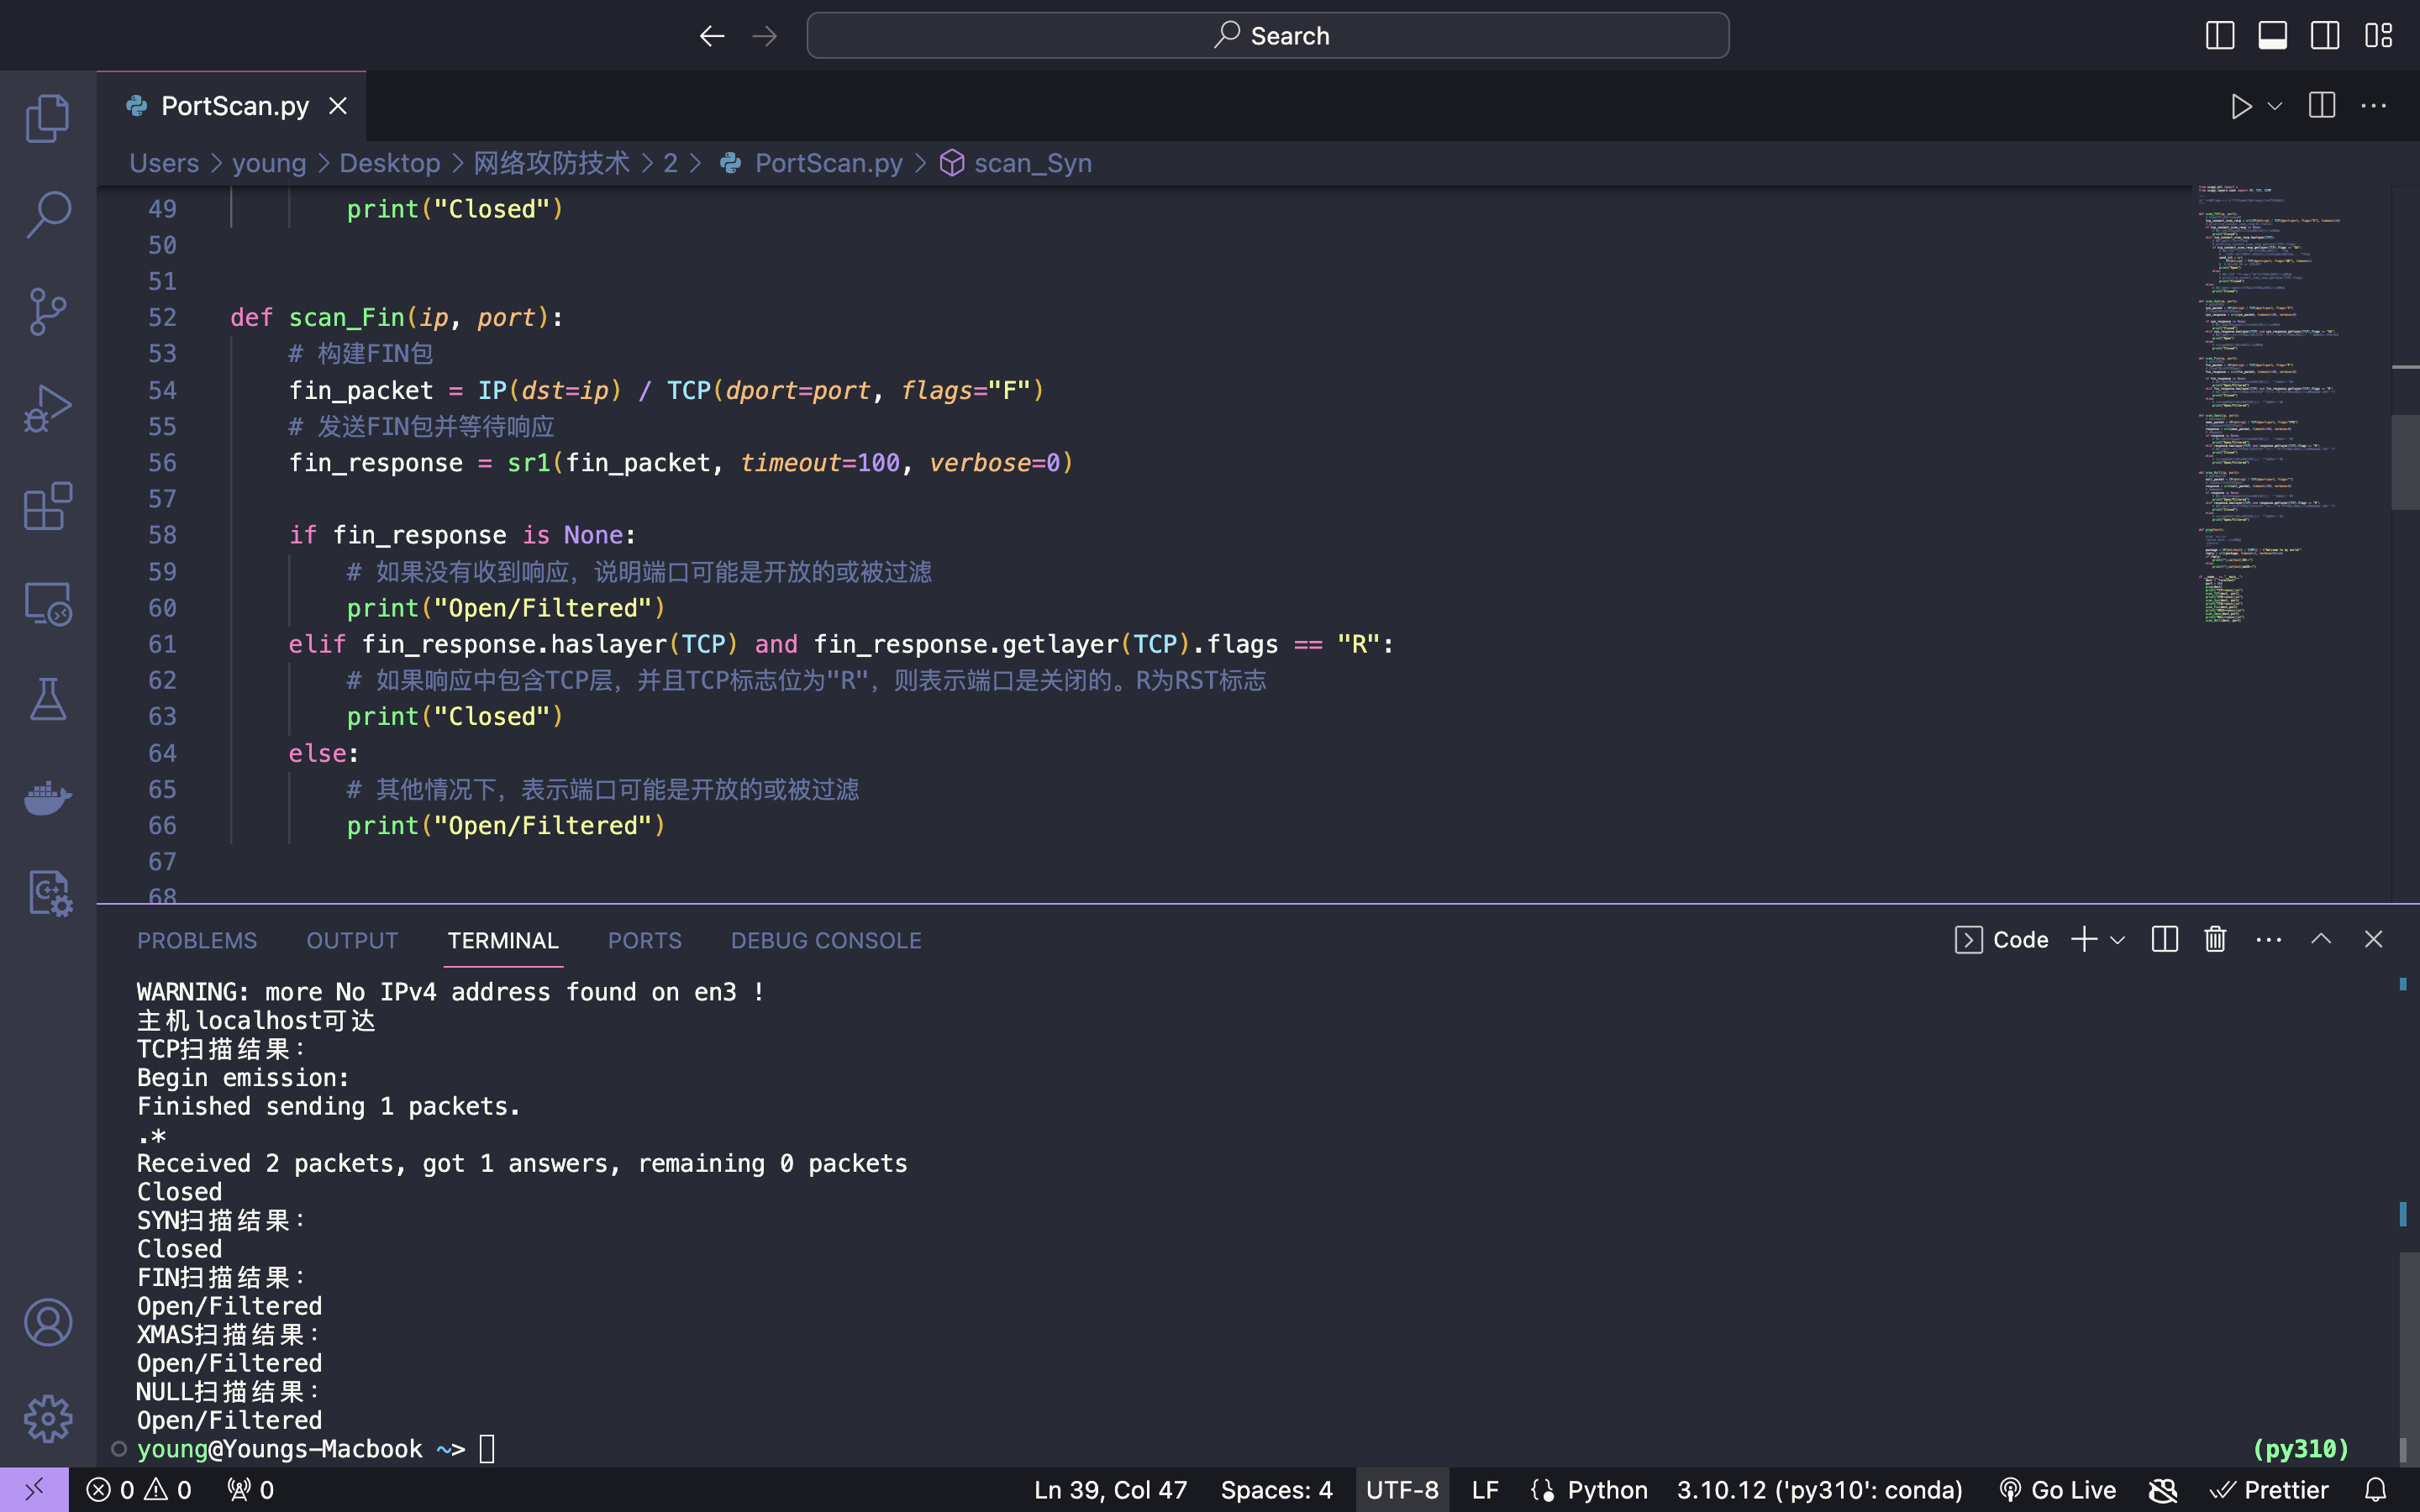 Search
PortScan.py
Users > young > Desktop > 网络攻防技术 > 2 > PortScan.py > scan_Syn
49 print("Closed")
50
51
52 def scan_Fin(ip, port):
53 # 构建FIN包
54 fin_packet = IP(dst=ip) / TCP(dport=port, flags="F")
55 # 发送FIN包并等待响应
56 fin_response = sr1(fin_packet, timeout=100, verbose=0)
57
58 if fin_response is None:
59 # 如果没有收到响应，说明端口可能是开放的或被过滤
60 print("Open/Filtered")
61 elif fin_response.haslayer(TCP) and fin_response.getlayer(TCP).flags == "R":
62 # 如果响应中包含TCP层，并且TCP标志位为"R"，则表示端口是关闭的。R为RST标志
63 print("Closed")
64 else:
65 # 其他情况下，表示端口可能是开放的或被过滤
66 print("Open/Filtered")
67
68
PROBLEMS OUTPUT TERMINAL PORTS DEBUG CONSOLE Code
WARNING: more No IPv4 address found on en3 !
主机localhost可达
TCP扫描结果：
Begin emission:
Finished sending 1 packets.
.*
Received 2 packets, got 1 answers, remaining 0 packets
Closed
SYN扫描结果：
Closed
FIN扫描结果：
Open/Filtered
XMAS扫描结果：
Open/Filtered
NULL扫描结果：
Open/Filtered
young@Youngs-Macbook ~> (py310)
0 0 0 Ln 39, Col 47 Spaces: 4 UTF-8 LF Python 3.10.12 ('py310': conda) Go Live Prettier